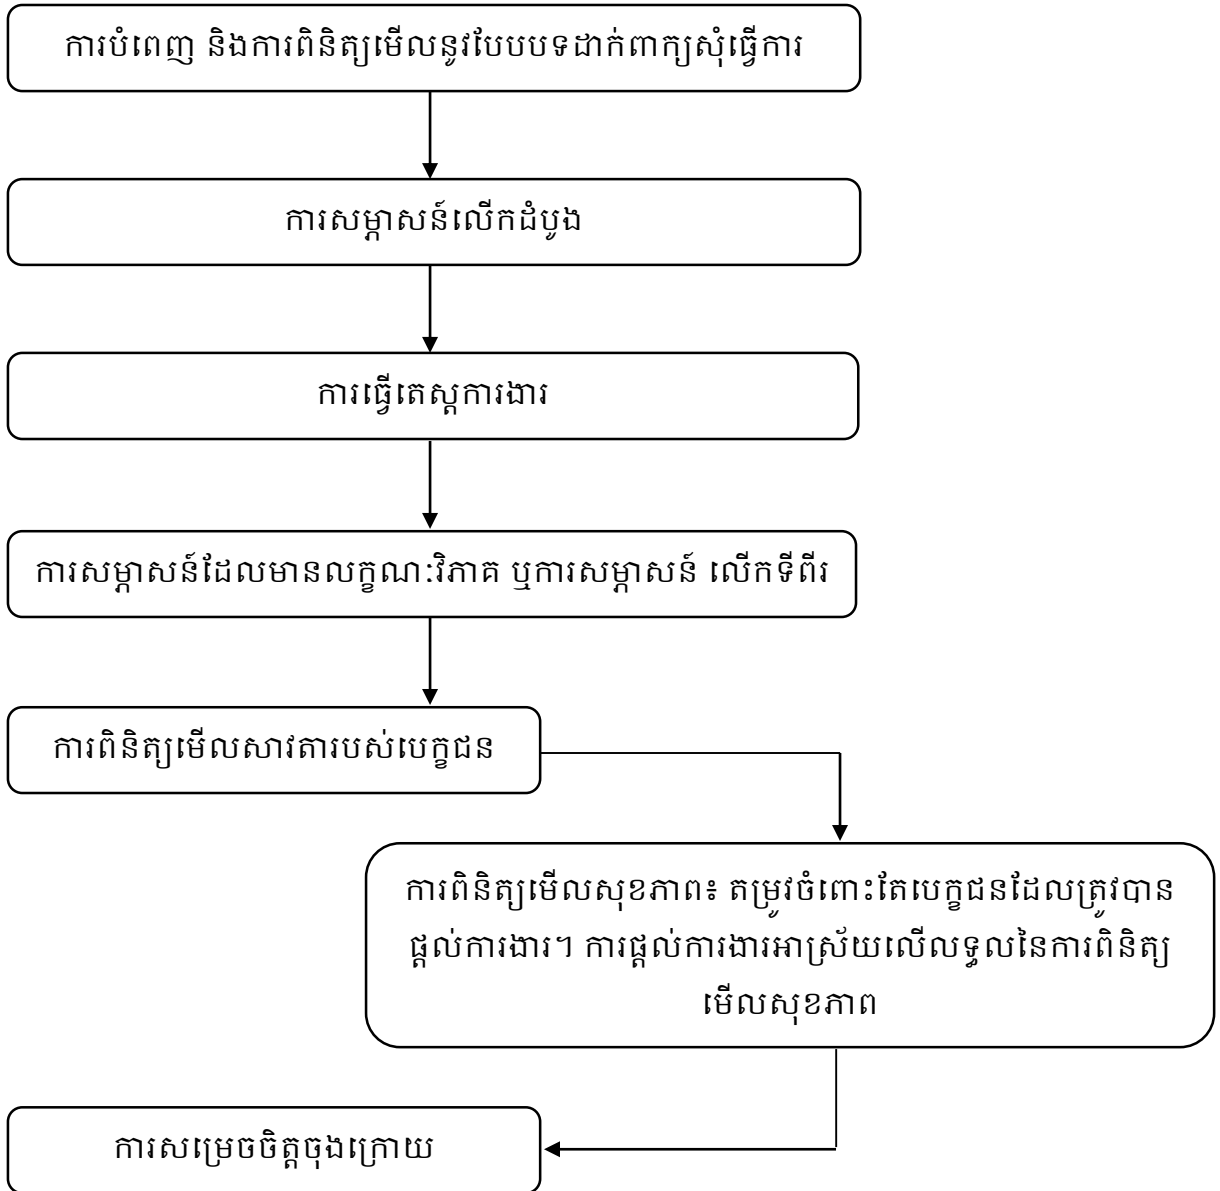 ការបំពេញ និងការពិនិត្យមើលនូវបែបបទដាក់ពាក្យសុំធ្វើការ
ការសម្ភាសន៍លើកដំបូង
ការធ្វើតេស្តការងារ
ការសម្ភាសន៍ដែលមានលក្ខណៈវិភាគ ឬការសម្ភាសន៍ លើកទីពីរ
ការពិនិត្យមើលសាវតារបស់បេក្ខជន
ការពិនិត្យមើលសុខភាព៖ តម្រូវចំពោះតែបេក្ខជនដែលត្រូវបាន
ផ្តល់ការងារ។ ការផ្តល់ការងារអាស្រ័យលើលទ្ធលនៃការពិនិត្យ
មើលសុខភាព
ការសម្រេចចិត្តចុងក្រោយ